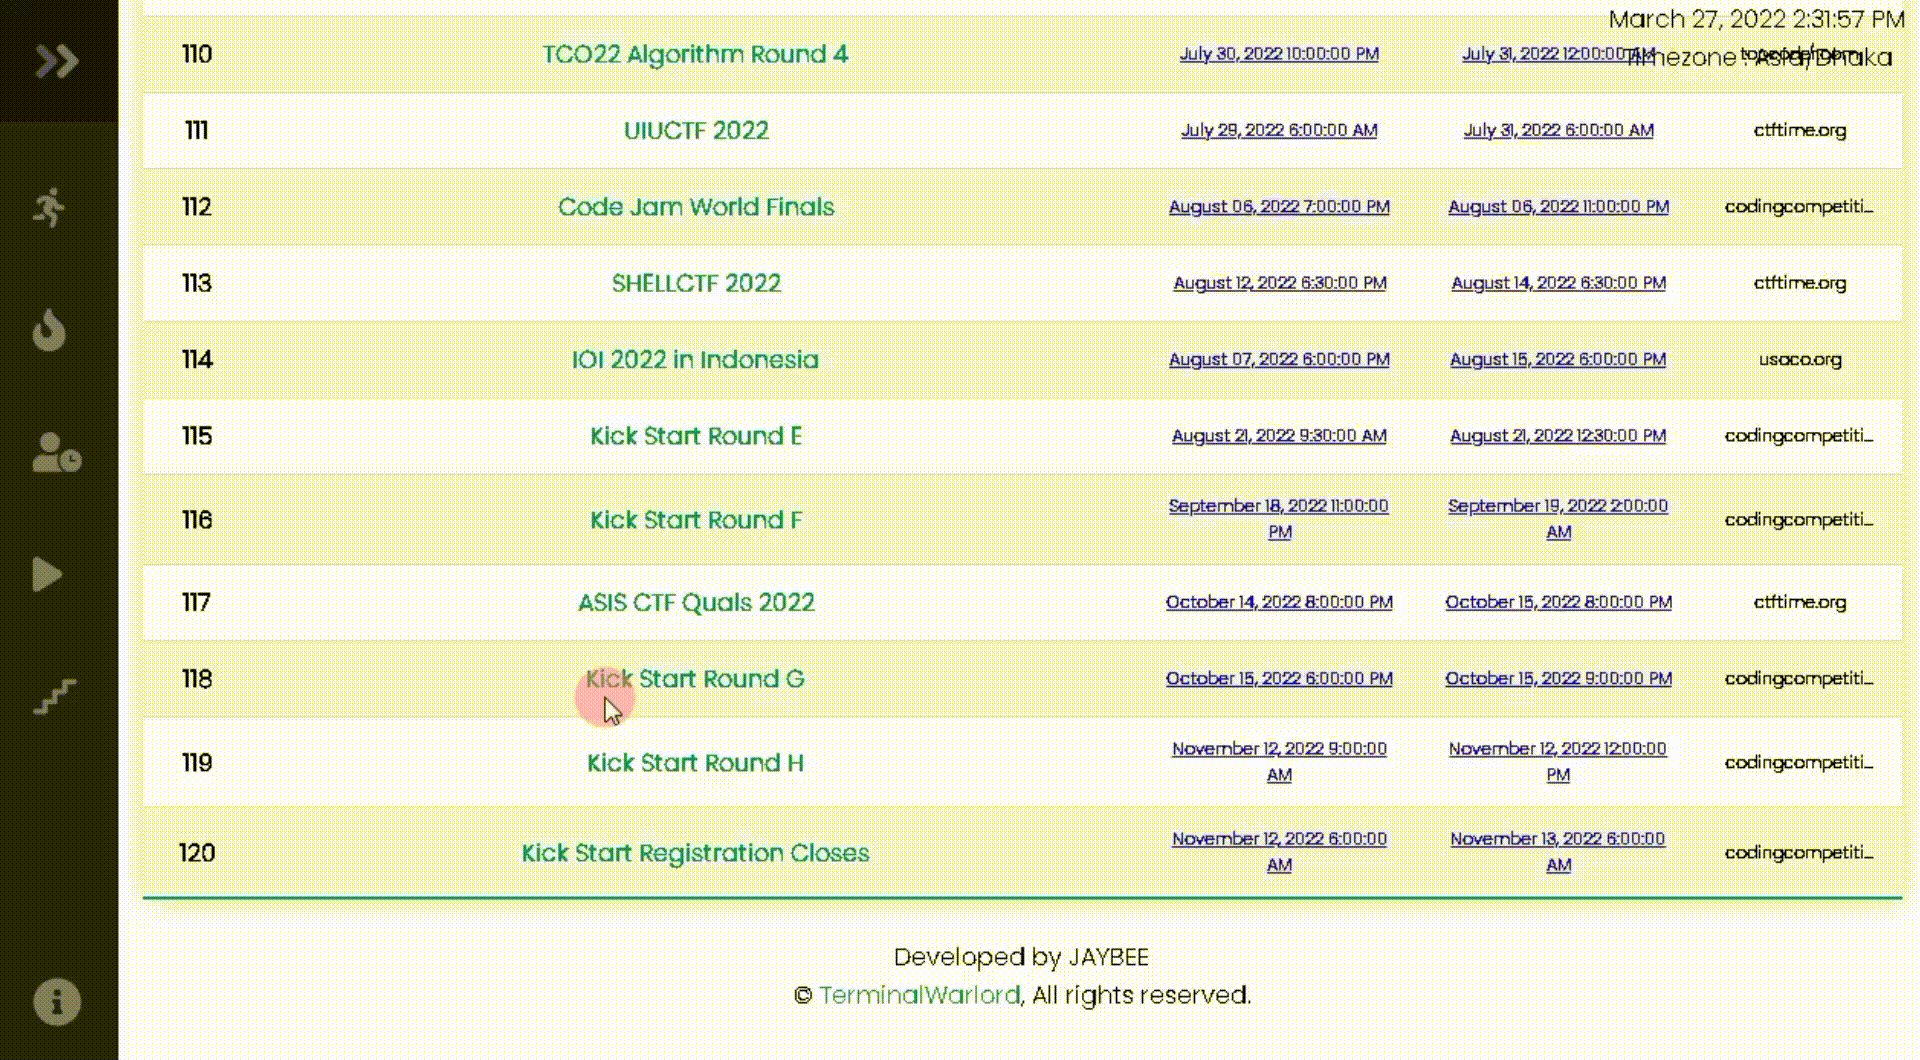 March 27, 2022 2:31:57 PM
Timezone : Asia/Dhaka
110 TCO22 Algorithm Round 4 July 30, 2022 10:00:00 PM July 31, 2022 12:00:00 AM
111 UIUCTF 2022 July 29, 2022 6:00:00 AM July 31, 2022 6:00:00 AM ctftime.org
112 Code Jam World Finals August 06, 2022 7:00:00 PM August 06, 2022 11:00:00 PM codingcompetiti...
113 SHELLCTF 2022 August 12, 2022 6:30:00 PM August 14, 2022 6:30:00 PM ctftime.org
114 IOI 2022 in Indonesia August 07, 2022 6:00:00 PM August 15, 2022 6:00:00 PM usaco.org
115 Kick Start Round E August 21, 2022 9:30:00 AM August 21, 2022 12:30:00 PM codingcompetiti...
116 Kick Start Round F September 18, 2022 11:00:00 PM September 19, 2022 2:00:00 AM codingcompetiti...
117 ASIS CTF Quals 2022 October 14, 2022 8:00:00 PM October 15, 2022 8:00:00 PM ctftime.org
118 Kick Start Round G October 15, 2022 6:00:00 PM October 15, 2022 9:00:00 PM codingcompetiti...
119 Kick Start Round H November 12, 2022 9:00:00 AM November 12, 2022 12:00:00 PM codingcompetiti...
120 Kick Start Registration Closes November 12, 2022 6:00:00 AM November 13, 2022 6:00:00 AM codingcompetiti...
Developed by JAYBEE
© TerminalWarlord, All rights reserved.